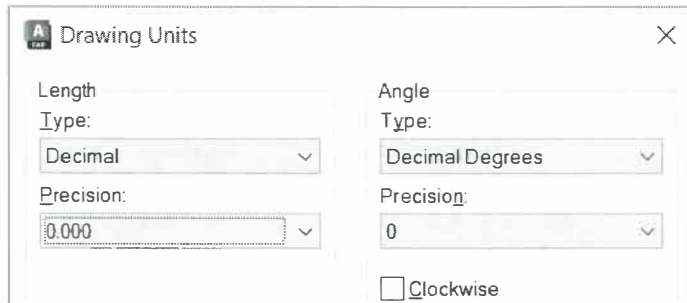 Drawing Units
Length
Type:
Decimal
Precision:
0.000
Angle
Type:
Decimal Degrees
Precision:
0
Clockwise